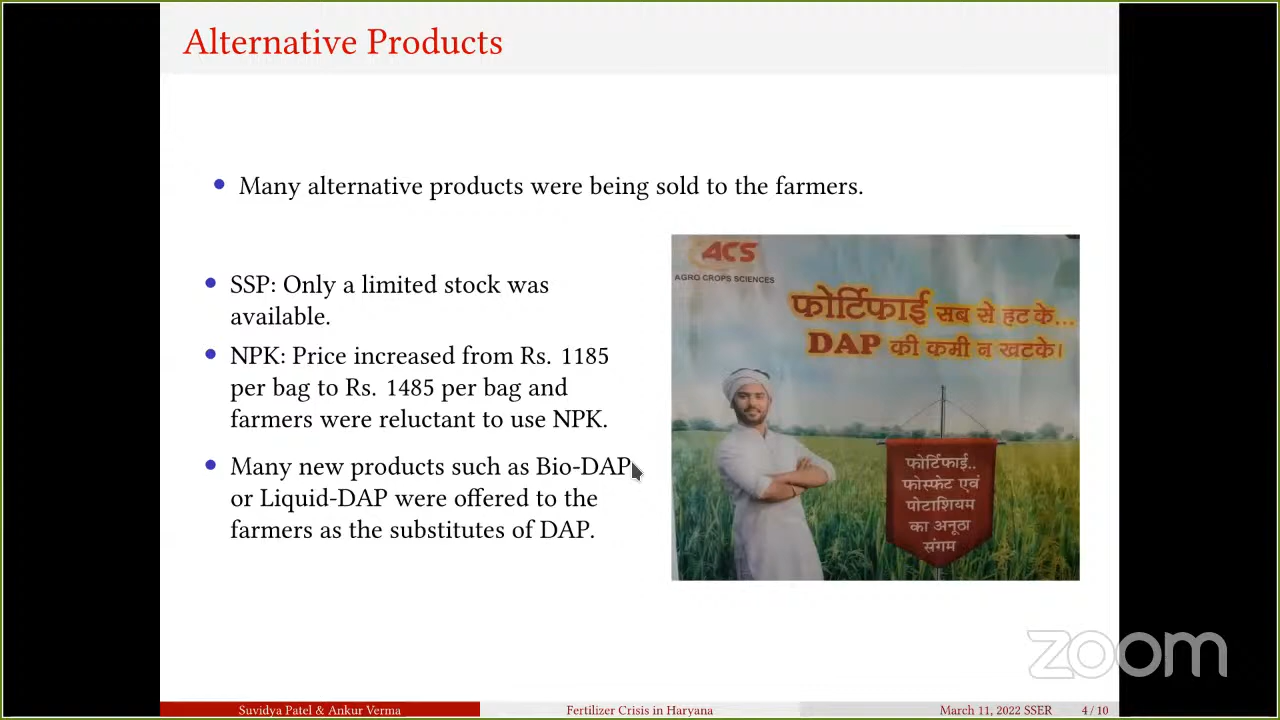 Alternative Products
Many alternative products were being sold to the farmers.
SSP: Only a limited stock was
available.
NPK: Price increased from Rs. 1185
per bag to Rs. 1485 per bag and
farmers were reluctant to use NPK.
Many new products such as Bio-DAP
or Liquid-DAP were offered to the
farmers as the substitutes of DAP.
ACS
AGRO CROPS SCIENCES
फोर्टिफाई सब से हट के...
DAP की कमी न खटके।
फोर्टिफाई..
फोस्फेट एवं
पोटाशियम
का अनूठा
संगम
zoom
Suvidya Patel & Ankur Verma Fertilizer Crisis in Haryana March 11, 2022 SSER 4 / 10